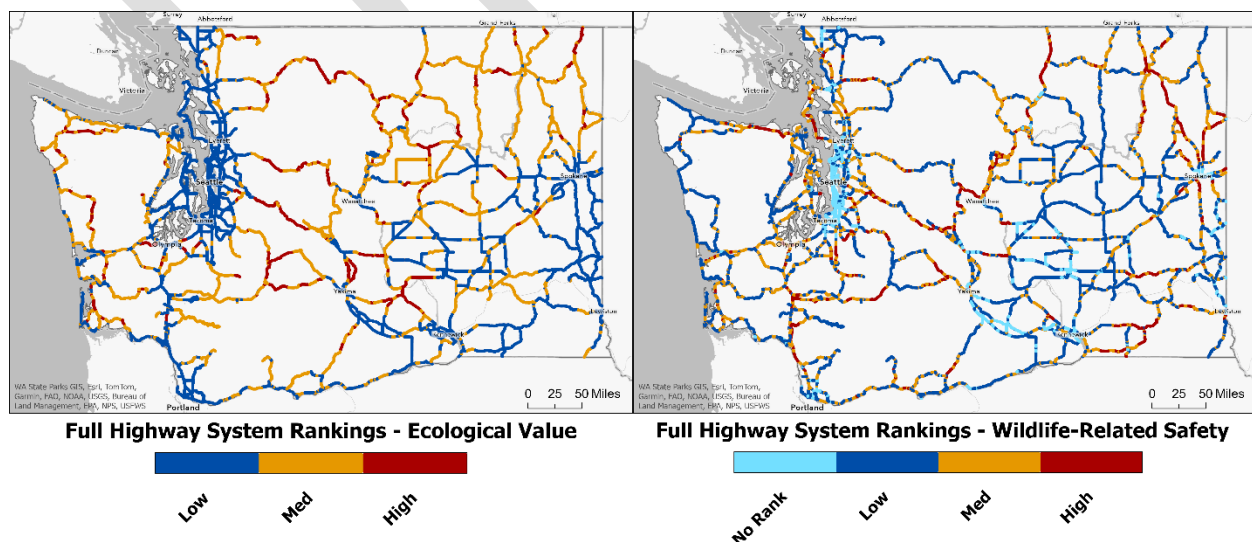 Abbotsford
Grand Forks
Duncan
Victoria
Everett
Seattle
Tacoma
Olympia
Wenatchee
Spokane
Yakima
Lewiston
Kennewick
Portland
WA State Parks GIS, Esri, TomTom,
Garmin, FAO, NOAA, USGS, Bureau of
Land Management, EPA, NPS, USFWS
0 25 50 Miles
Full Highway System Rankings - Ecological Value
Low
Med
High
Surrey
Abbotsford
Grand Forks
Duncan
Victoria
Everett
Seattle
Tacoma
Olympia
Wenatchee
Spokane
Yakima
Lewiston
Portland
WA State Parks GIS, Esri, TomTom,
Garmin, FAO, NOAA, USGS, Bureau of
Land Management, EPA, NPS, USFWS
0 25 50 Miles
Full Highway System Rankings - Wildlife-Related Safety
No Rank
Low
Med
High